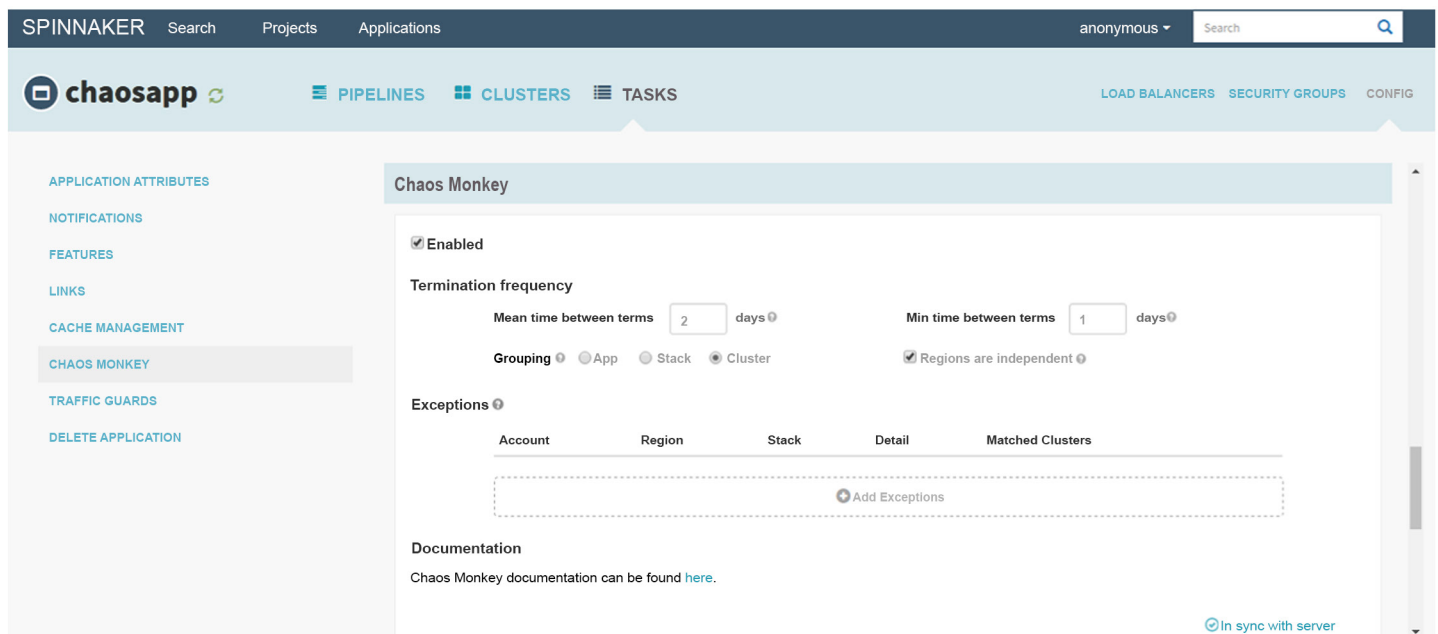 SPINNAKER Search Projects Applications anonymous Search
chaosapp PIPELINES CLUSTERS TASKS LOAD BALANCERS SECURITY GROUPS CONFIG
APPLICATION ATTRIBUTES
NOTIFICATIONS
FEATURES
LINKS
CACHE MANAGEMENT
CHAOS MONKEY
TRAFFIC GUARDS
DELETE APPLICATION
Chaos Monkey
Enabled
Termination frequency
Mean time between terms 2 days Min time between terms 1 days
Grouping App Stack Cluster Regions are independent
Exceptions
Account Region Stack Detail Matched Clusters
Add Exceptions
Documentation
Chaos Monkey documentation can be found here.
In sync with server